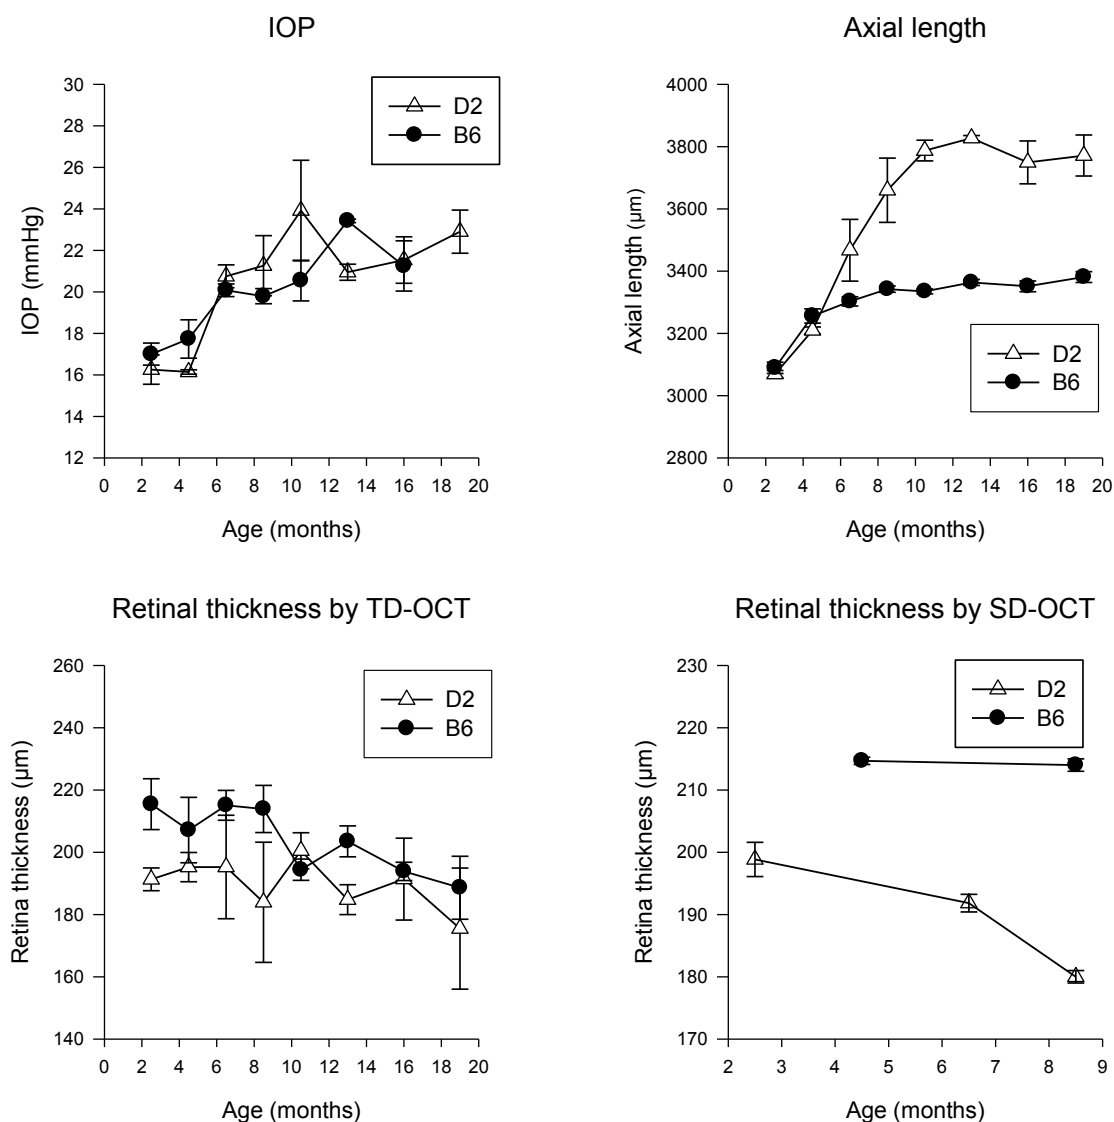 IOP
30
28
26
24
22
20
18
16
14
12
IOP (mmHg)
D2
B6
0 2 4 6 8 10 12 14 16 18 20
Age (months)
Axial length
4000
3800
3600
3400
3200
3000
2800
Axial length (µm)
D2
B6
0 2 4 6 8 10 12 14 16 18 20
Age (months)
Retinal thickness by TD-OCT
260
240
220
200
180
160
140
Retina thickness (µm)
D2
B6
0 2 4 6 8 10 12 14 16 18 20
Age (months)
Retinal thickness by SD-OCT
230
220
210
200
190
180
170
Retina thickness (µm)
D2
B6
2 3 4 5 6 7 8 9
Age (months)